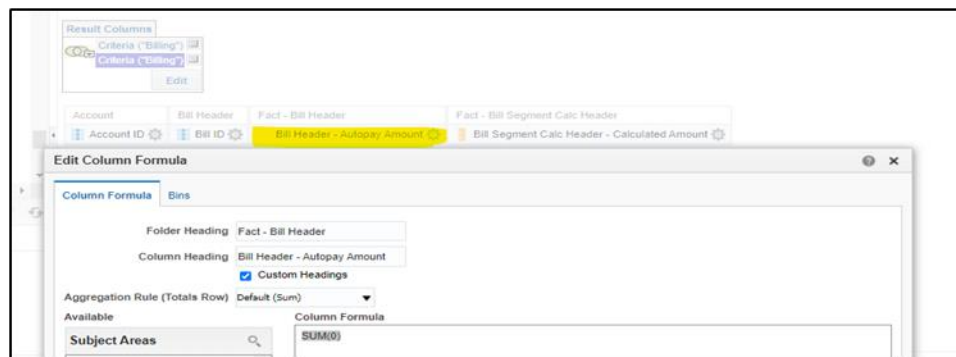 Result Columns
Criteria ("Billing")
Criteria ("Billing")
Edit
Account Bill Header Fact - Bill Header Fact - Bill Segment Calc Header
Account ID Bill ID Bill Header - Autopay Amount Bill Segment Calc Header - Calculated Amount
Edit Column Formula
Column Formula Bins
Folder Heading Fact - Bill Header
Column Heading Bill Header - Autopay Amount
Custom Headings
Aggregation Rule (Totals Row) Default (Sum)
Available Column Formula
Subject Areas SUM(0)